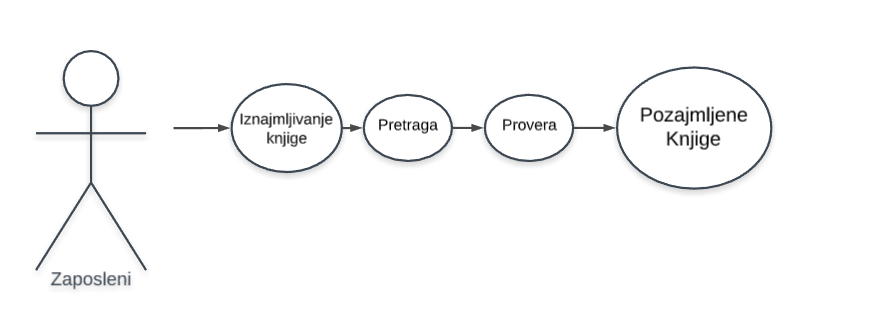 Iznajmljivanje
knjige
Pretraga
Provera
Pozajmljene
Knjige
Zaposleni